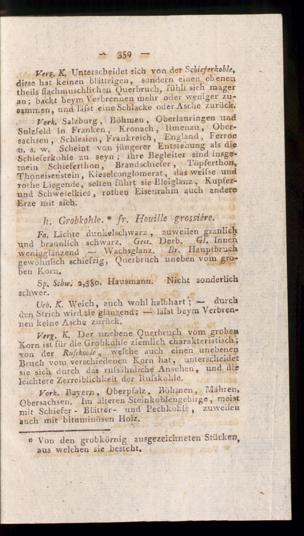 — 359 —
Verg. K. Unterscheidet sich von der Schieferkohle,
diese hat keinen blättrigen, sondern einen ebenen
theils flachmuschlichen Querbruch, fühlt sich mager
an; backt beym Verbrennen mehr oder weniger zu-
sammen, und läſst eine Schlacke oder Asche zurück.
Vork. Salzburg, Böhmen, Oberlauringen und
Sulzfeld in Franken, Kronach, Ilmenau, Ober-
sachsen, Schlesien, Frankreich, England, Ferroe
u. s. w. Scheint von jüngerer Entstehung als die
Schieferkohle zu seyn; ihre Begleiter sind insge-
mein Schieferthon, Brandschiefer, Töpferthon,
Thoneisenstein, Kieselconglomerat, das weiſse und
rothe Liegende, selten führt sie Bleiglanz, Kupfer-
und Schwefelkies, rothen Eisenrahm auch andere
Erze mit sich.
h. Grobkohle. * fr. Houille grossière.
Fa. Lichte dunkelschwarz, zuweilen graulich
und braunlich schwarz. Gen. Derb. Gl. Innen
wenigglänzend — Wachsglanz. Br. Hauptbruch
gewöhnlich schiefrig, Querbruch uneben vom gro-
ben Korn.
Sp. Schw. 2,380. Hausmann. Nicht sonderlich
schwer.
Urb. K. Weich, auch wohl halbhart; — durch
den Strich wird sie glänzend; — läſst beym Verbren-
nen keine Asche zurück.
Verg. K. Der unebene Querbruch vom groben
Korn ist für die Grobkohle ziemlich charakteristisch;
von der Ruſskohle, welche auch einen unebenen
Bruch vom verschiedenen Korn hat, unterscheidet
sie sich durch das ruſsähnliche Ansehen, und die
leichtere Zerreiblichkeit der Ruſskohle.
Vork. Bayern, Oberpfalz, Böhmen, Mähren,
Obersachsen. Im älteren Steinkohlengebirge, meist
mit Schiefer- Blätter- und Pechkohle, zuweilen
auch mit bituminösen Holz.
* Von den grobkörnig ausgezeichneten Stücken,
aus welchen sie besteht.